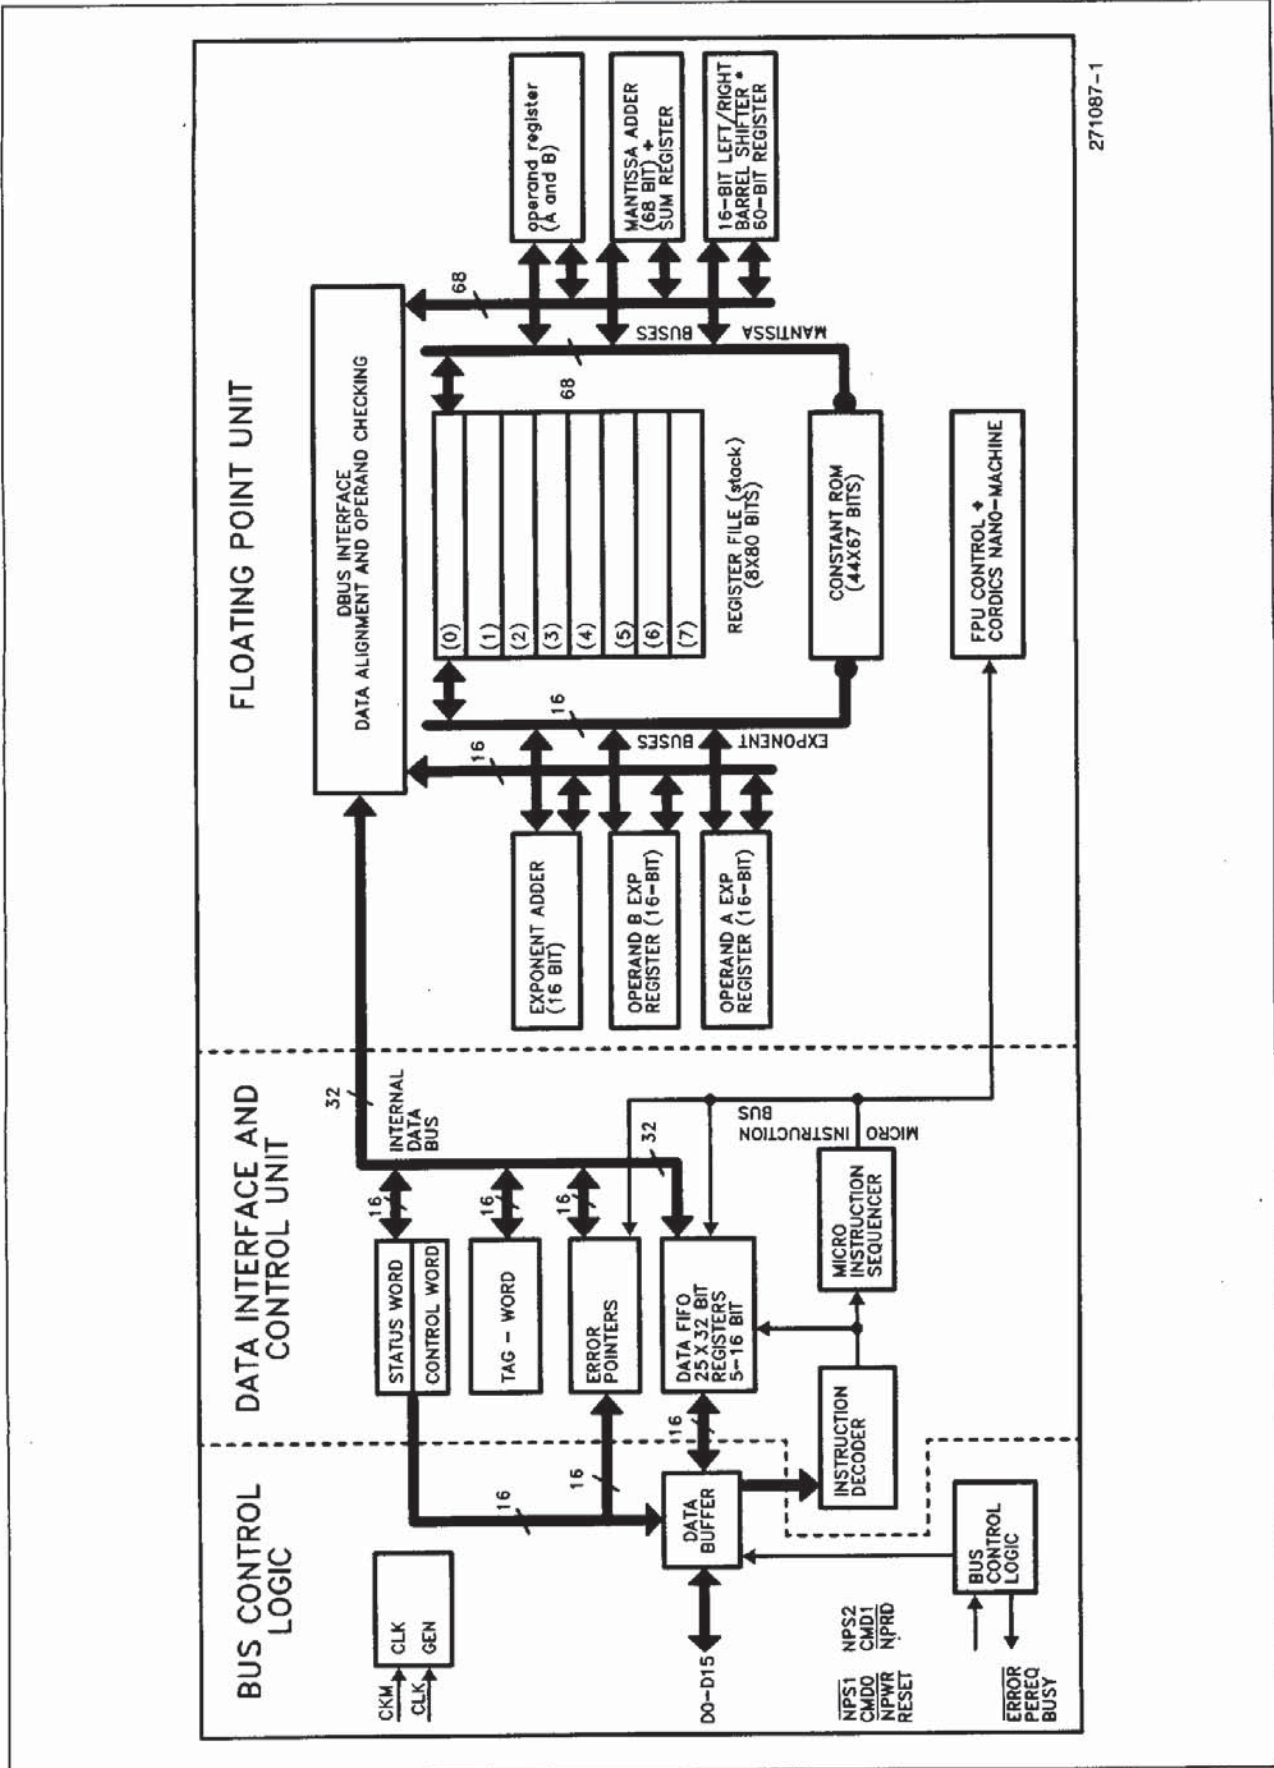 BUS CONTROL
LOGIC
DATA INTERFACE AND
CONTROL UNIT
FLOATING POINT UNIT
CKM
CLK
CLK
GEN
STATUS WORD
CONTROL WORD
TAG - WORD
ERROR
POINTERS
DATA FIFO
25X32 BIT
REGISTERS
5-16 BIT
16
16
16
16
16
16
32
32
INTERNAL
DATA
BUS
DATA
BUFFER
D0-D15
INSTRUCTION
DECODER
MICRO
INSTRUCTION
SEQUENCER
MICRO INSTRUCTION
BUS
BUS
CONTROL
LOGIC
NPS1 NPS2
CMD0 CMD1
NPWR NPRD
RESET
ERROR
PEREQ
BUSY
DBUS INTERFACE
DATA ALIGNMENT AND OPERAND CHECKING
16
16
EXPONENT
BUSES
EXPONENT ADDER
(16 BIT)
OPERAND B EXP
REGISTER (16-BIT)
OPERAND A EXP
REGISTER (16-BIT)
(0)
(1)
(2)
(3)
(4)
(5)
(6)
(7)
REGISTER FILE (stack)
(8X80 BITS)
CONSTANT ROM
(44X67 BITS)
FPU CONTROL +
CORDICS NANO-MACHINE
68
68
MANTISSA
BUSES
operand register
(A and B)
MANTISSA ADDER
(68 BIT) +
SUM REGISTER
16-BIT LEFT/RIGHT
BARREL SHIFTER *
60-BIT REGISTER
271087-1